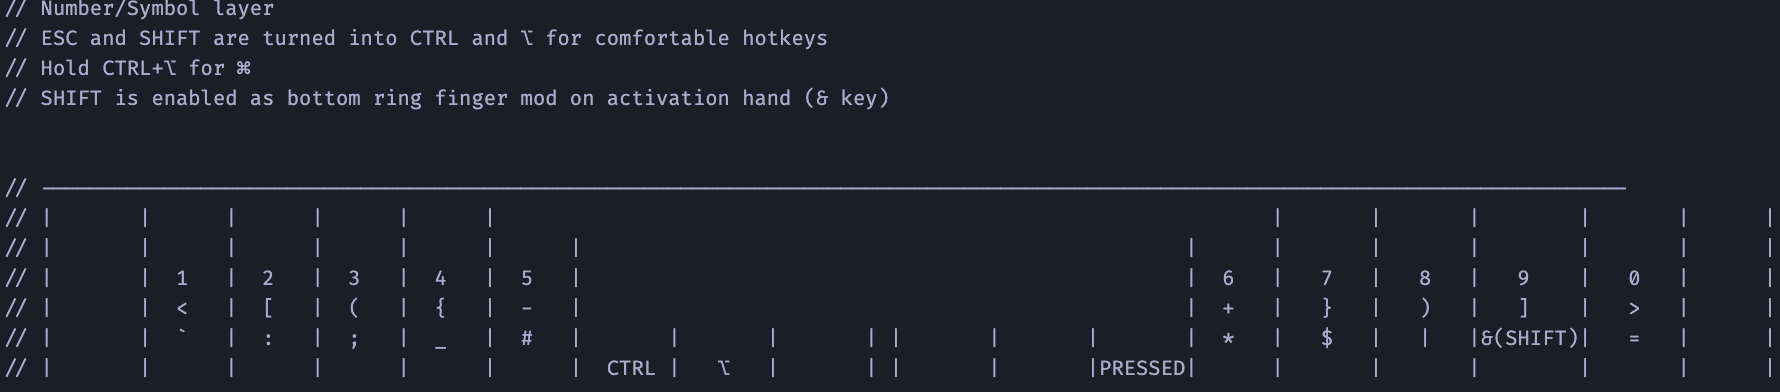 // Number/Symbol layer
// ESC and SHIFT are turned into CTRL and ⌥ for comfortable hotkeys
// Hold CTRL+⌥ for ⌘
// SHIFT is enabled as bottom ring finger mod on activation hand (& key)
// ─────────────────────────────────────────────────────────────────────────────────────────────────────────────────────────────────
// |       |      |      |      |      |                                                               |       |       |        |       |      |
// |       |      |      |      |      |      |                                                 |      |       |       |        |       |      |
// |       |  1   |  2   |  3   |  4   |  5   |                                                 |  6   |   7   |   8   |   9    |   0   |      |
// |       |  <   |  [   |  (   |  {   |  -   |                                                 |  +   |   }   |   )   |   ]    |   >   |      |
// |       |  `   |  :   |  ;   |  _   |  #   |       |       |       | |       |       |       |  *   |   $   |   |   |&(SHIFT)|   =   |      |
// |       |      |      |      |      |      |  CTRL |   ⌥   |       | |       |       |PRESSED|      |       |       |        |       |      |